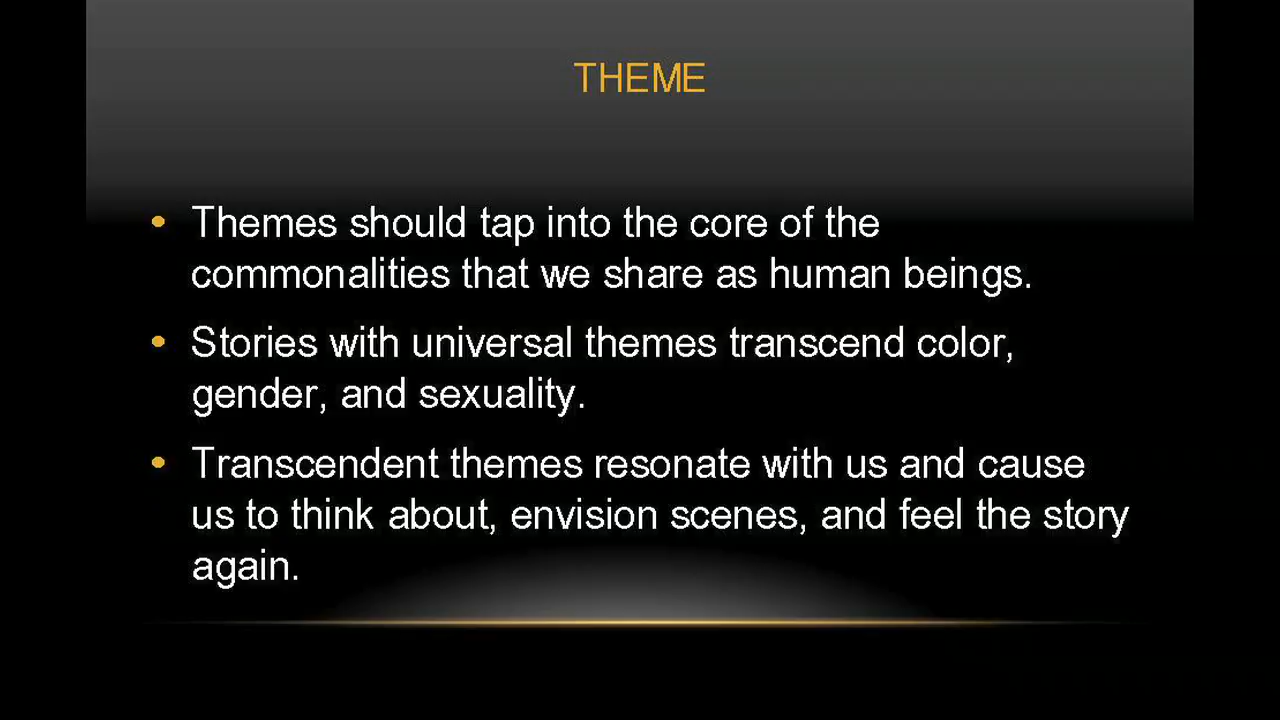 THEME
• Themes should tap into the core of the
commonalities that we share as human beings.
• Stories with universal themes transcend color,
gender, and sexuality.
• Transcendent themes resonate with us and cause
us to think about, envision scenes, and feel the story
again.